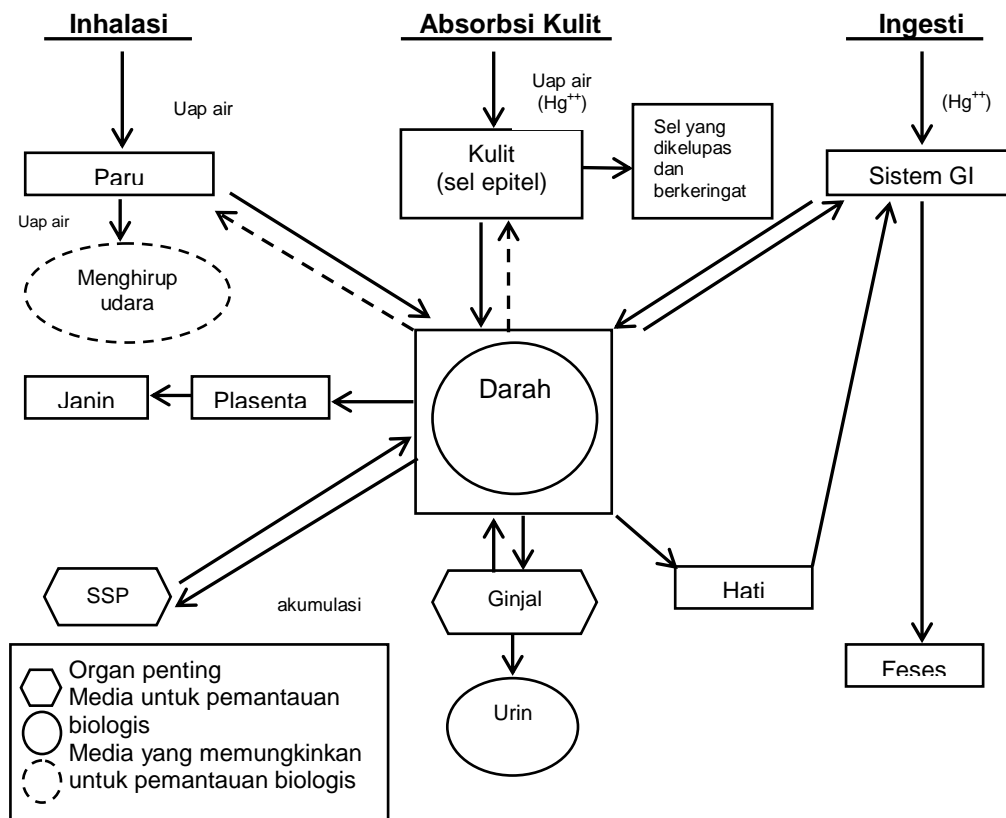 Inhalasi
Absorbsi Kulit
Ingesti
Uap air
Uap air
(Hg++)
(Hg++)
Paru
Kulit
(sel epitel)
Sel yang
dikelupas
dan
berkeringat
Sistem GI
Uap air
Menghirup
udara
Darah
Janin
Plasenta
SSP
akumulasi
Ginjal
Hati
Urin
Feses
Organ penting
Media untuk pemantauan
biologis
Media yang memungkinkan
untuk pemantauan biologis